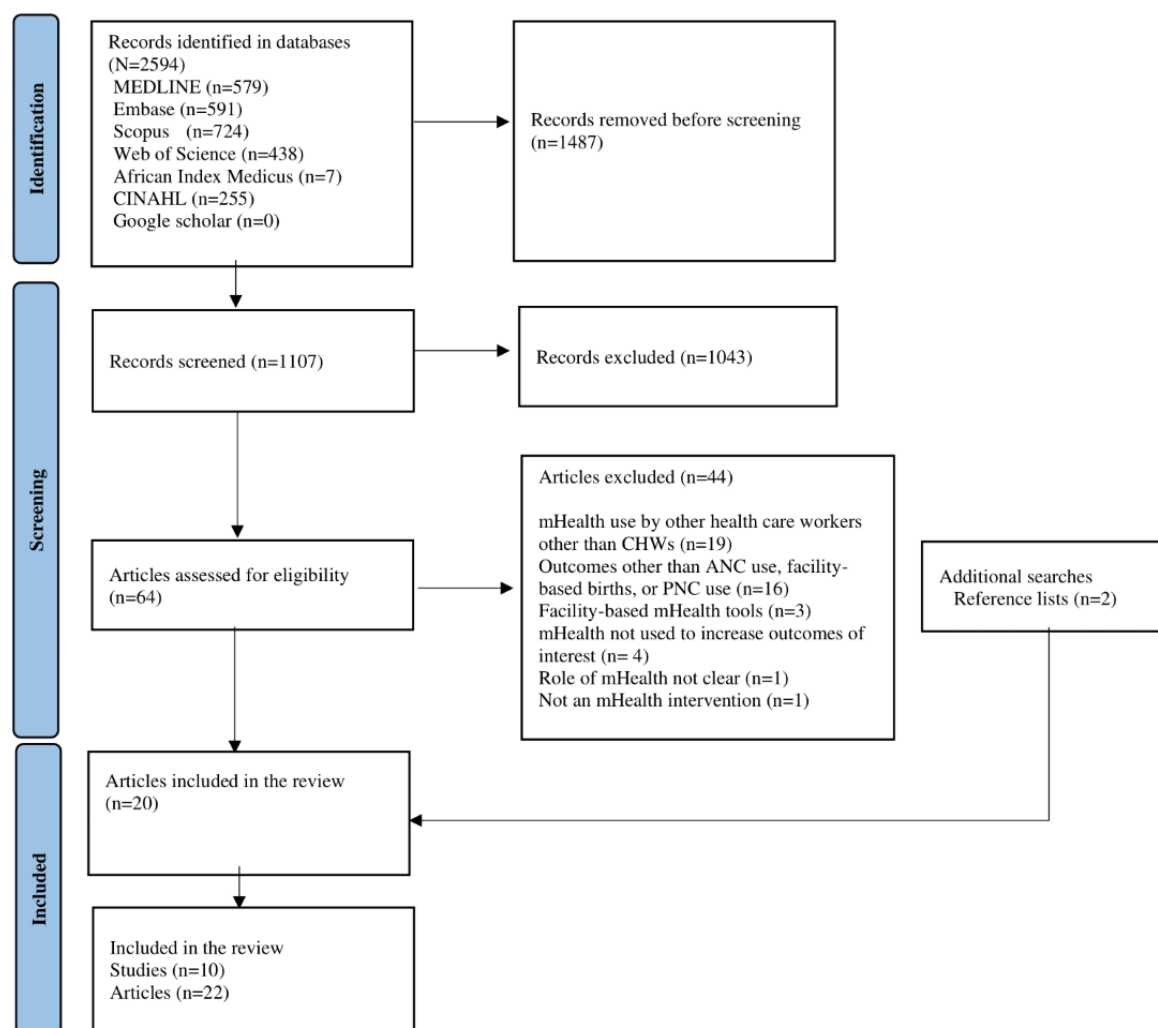 Identification
Records identified in databases
(N=2594)
MEDLINE (n=579)
Embase (n=591)
Scopus (n=724)
Web of Science (n=438)
African Index Medicus (n=7)
CINAHL (n=255)
Google scholar (n=0)
Records removed before screening
(n=1487)
Screening
Records screened (n=1107)
Records excluded (n=1043)
Articles assessed for eligibility
(n=64)
Articles excluded (n=44)
mHealth use by other health care workers
other than CHWs (n=19)
Outcomes other than ANC use, facility-
based births, or PNC use (n=16)
Facility-based mHealth tools (n=3)
mHealth not used to increase outcomes of
interest (n= 4)
Role of mHealth not clear (n=1)
Not an mHealth intervention (n=1)
Additional searches
Reference lists (n=2)
Included
Articles included in the review
(n=20)
Included in the review
Studies (n=10)
Articles (n=22)